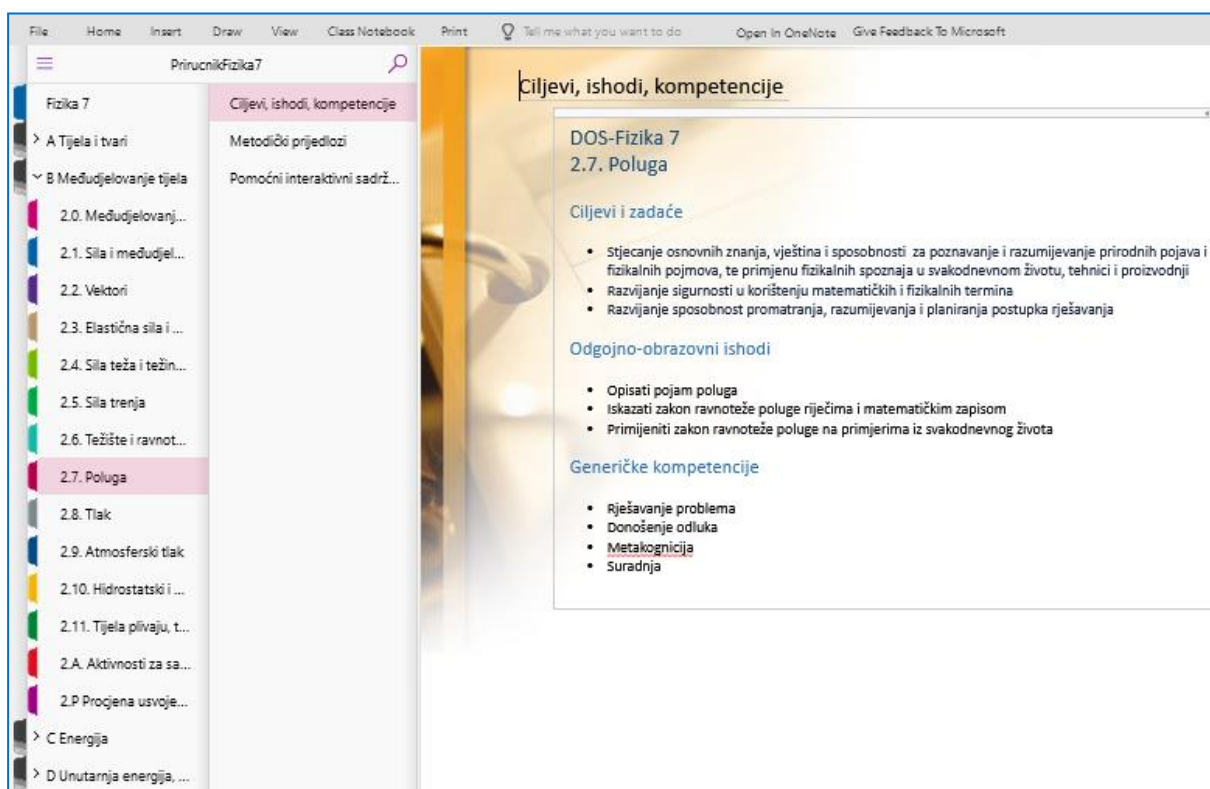 File Home Insert Draw View Class Notebook Print Tell me what you want to do Open In OneNote Give Feedback To Microsoft
PrirucnikFizika7
Fizika 7
A Tijela i tvari
B Međudjelovanje tijela
2.0. Međudjelovanj...
2.1. Sila i međudjel...
2.2. Vektori
2.3. Elastična sila i ...
2.4. Sila teža i težin...
2.5. Sila trenja
2.6. Težište i ravnot...
2.7. Poluga
2.8. Tlak
2.9. Atmosferski tlak
2.10. Hidrostatski i ...
2.11. Tijela plivaju, t...
2.A. Aktivnosti za sa...
2.P Procjena usvoje...
C Energija
D Unutarnja energija, ...
Ciljevi, ishodi, kompetencije
Metodički prijedlozi
Pomoćni interaktivni sadrž...
Ciljevi, ishodi, kompetencije
DOS-Fizika 7
2.7. Poluga
Ciljevi i zadaće
• Stjecanje osnovnih znanja, vještina i sposobnosti za poznavanje i razumijevanje prirodnih pojava i
fizikalnih pojmova, te primjenu fizikalnih spoznaja u svakodnevnom životu, tehnici i proizvodnji
• Razvijanje sigurnosti u korištenju matematičkih i fizikalnih termina
• Razvijanje sposobnost promatranja, razumijevanja i planiranja postupka rješavanja
Odgojno-obrazovni ishodi
• Opisati pojam poluga
• Iskazati zakon ravnoteže poluge riječima i matematičkim zapisom
• Primijeniti zakon ravnoteže poluge na primjerima iz svakodnevnog života
Generičke kompetencije
• Rješavanje problema
• Donošenje odluka
• Metakognicija
• Suradnja